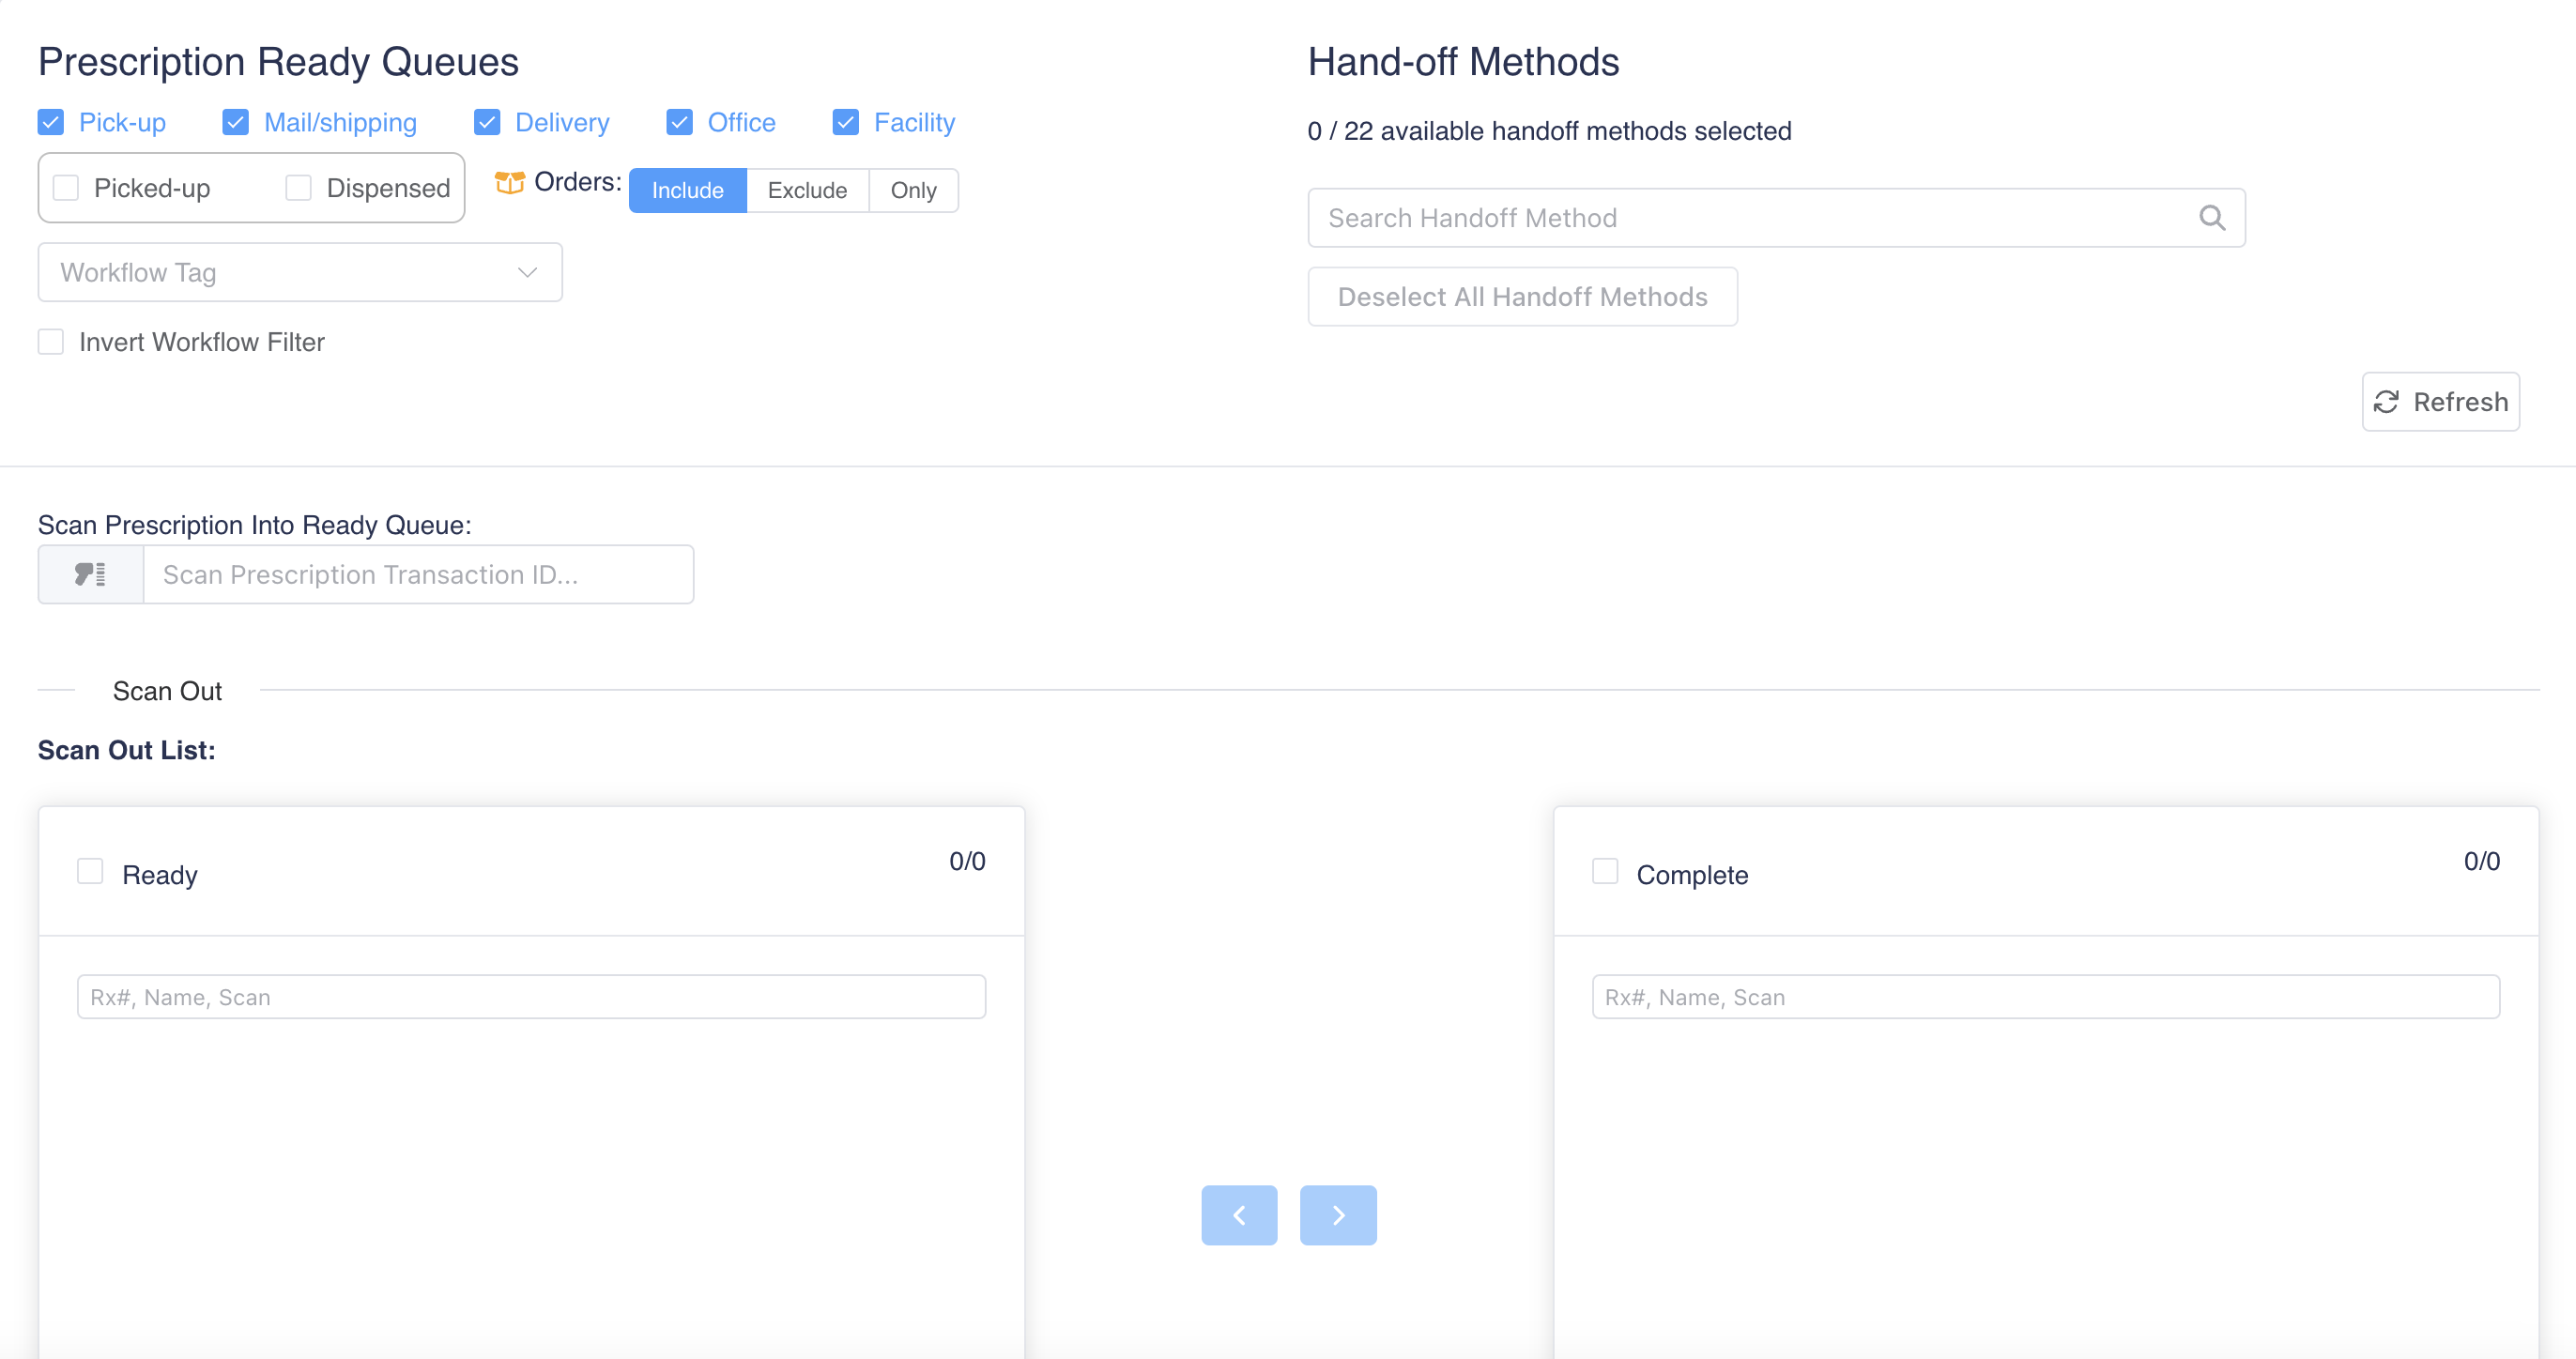 Prescription Ready Queues
Pick-up Mail/shipping Delivery Office Facility
Picked-up Dispensed Orders: Include Exclude Only
Workflow Tag
Invert Workflow Filter
Hand-off Methods
0 / 22 available handoff methods selected
Search Handoff Method
Deselect All Handoff Methods
Refresh
Scan Prescription Into Ready Queue:
Scan Prescription Transaction ID...
Scan Out
Scan Out List:
Ready 0/0
Rx#, Name, Scan
Complete 0/0
Rx#, Name, Scan